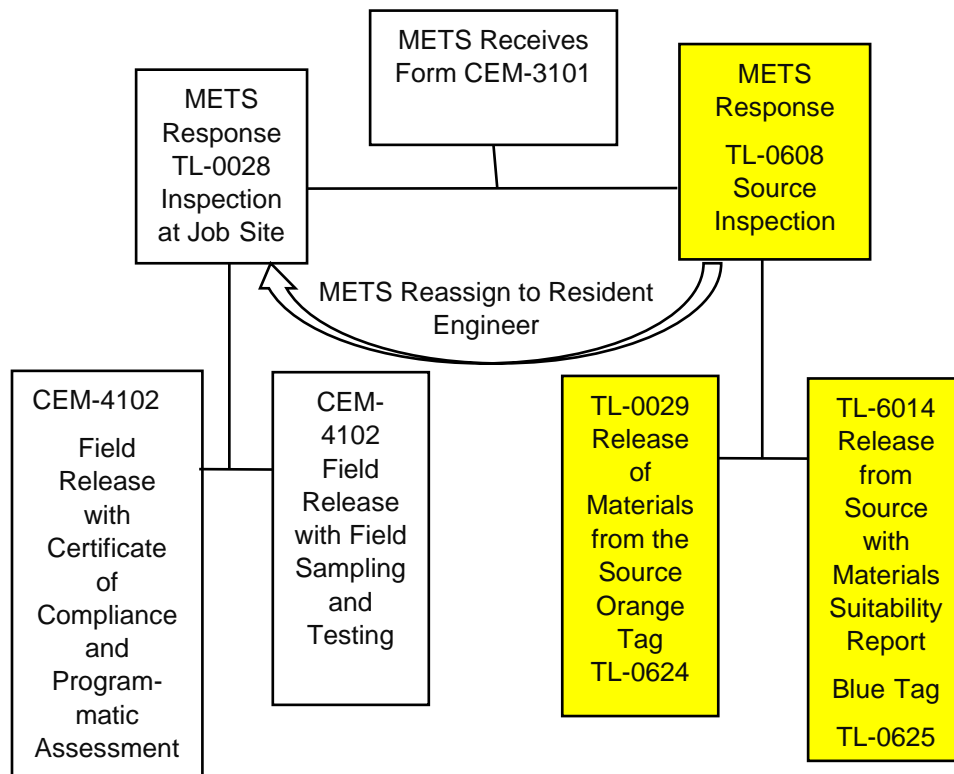 METS Receives
Form CEM-3101
METS
Response
TL-0028
Inspection
at Job Site
METS
Response
TL-0608
Source
Inspection
METS Reassign to Resident
Engineer
CEM-4102
Field
Release
with
Certificate
of
Compliance
and
Program-
matic
Assessment
CEM-
4102
Field
Release
with Field
Sampling
and
Testing
TL-0029
Release
of
Materials
from the
Source
Orange
Tag
TL-0624
TL-6014
Release
from
Source
with
Materials
Suitability
Report
Blue Tag
TL-0625